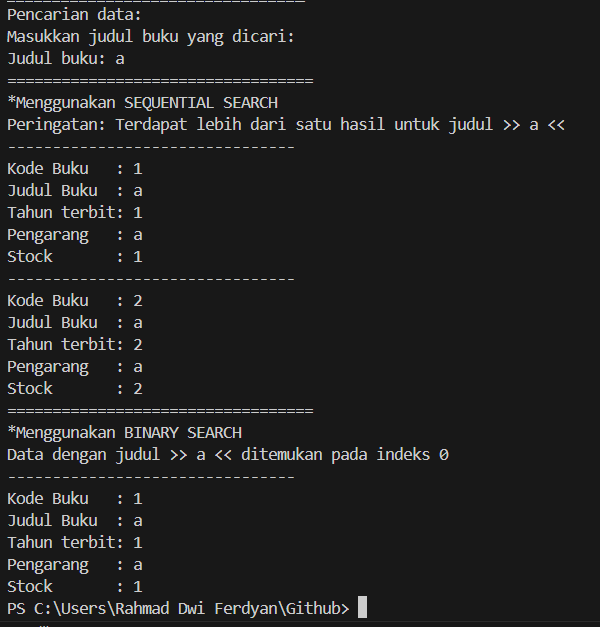 ==================================
Pencarian data:
Masukkan judul buku yang dicari:
Judul buku: a
==================================
*Menggunakan SEQUENTIAL SEARCH
Peringatan: Terdapat lebih dari satu hasil untuk judul >> a <<
--------------------------------
Kode Buku   : 1
Judul Buku  : a
Tahun terbit: 1
Pengarang   : a
Stock       : 1
--------------------------------
Kode Buku   : 2
Judul Buku  : a
Tahun terbit: 2
Pengarang   : a
Stock       : 2
==================================
*Menggunakan BINARY SEARCH
Data dengan judul >> a << ditemukan pada indeks 0
--------------------------------
Kode Buku   : 1
Judul Buku  : a
Tahun terbit: 1
Pengarang   : a
Stock       : 1
PS C:\Users\Rahmad Dwi Ferdyan\Github>